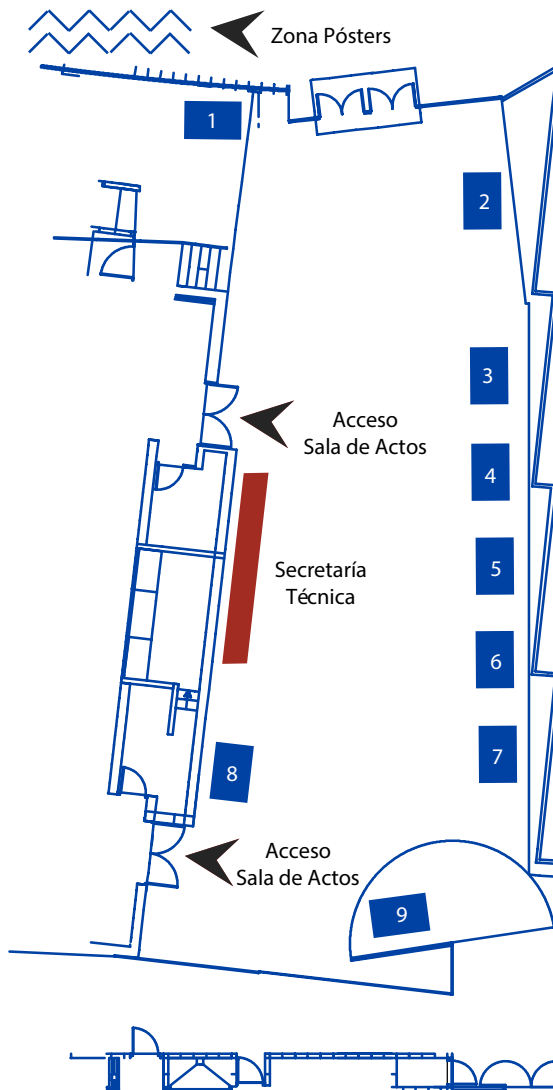 Zona Pósters
1
2
3
Acceso
Sala de Actos
4
Secretaría
Técnica
5
6
7
8
Acceso
Sala de Actos
9